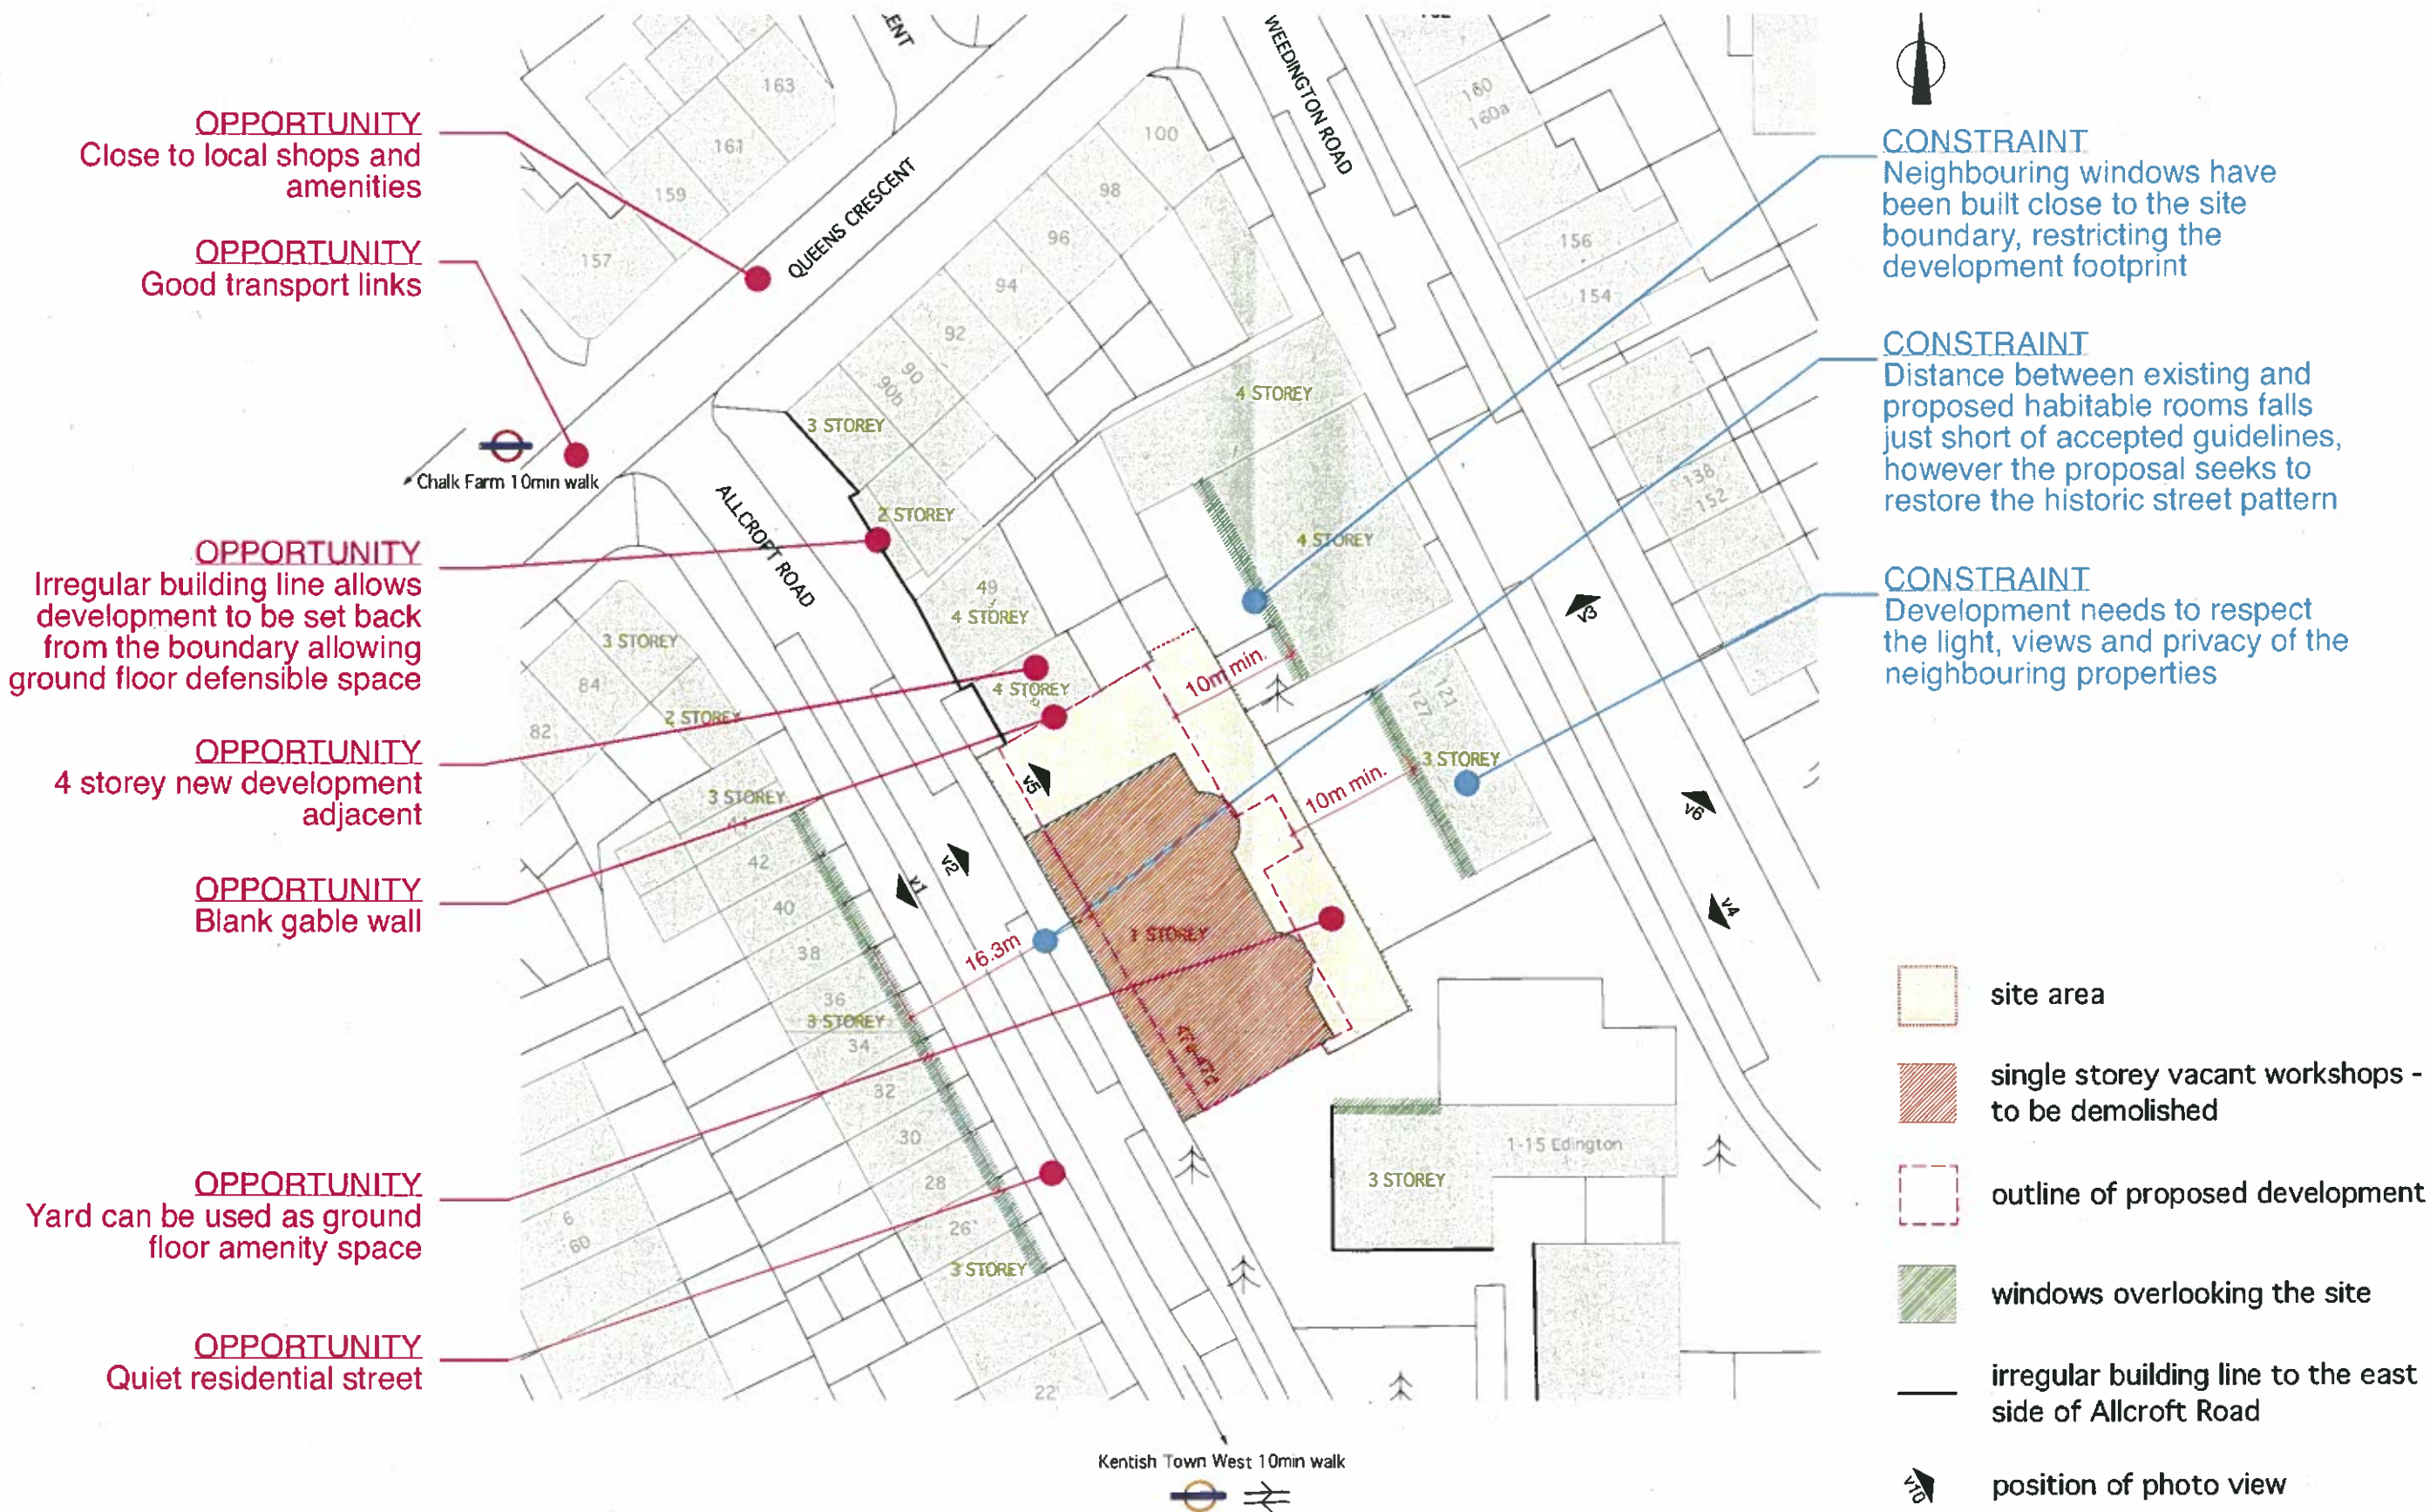 OPPORTUNITY
Close to local shops and
amenities
OPPORTUNITY
Good transport links
OPPORTUNITY
Irregular building line allows
development to be set back
from the boundary allowing
ground floor defensible space
OPPORTUNITY
4 storey new development
adjacent
OPPORTUNITY
Blank gable wall
OPPORTUNITY
Yard can be used as ground
floor amenity space
OPPORTUNITY
Quiet residential street
163
161
159
157
QUEENS CRESCENT
WEEDINGTON ROAD
160
160a
156
154
100
98
96
94
92
90
90b
3 STOREY
2 STOREY
4 STOREY
4 STOREY
138
152
Chalk Farm 10min walk
ALLCROFT ROAD
49
4 STOREY
4 STOREY
10m min.
V3
3 STOREY
84
2 STOREY
82
3 STOREY
121
127
3 STOREY
10m min.
V5
V6
V2
V1
V4
42
40
38
36
3 STOREY
34
32
30
28
26
3 STOREY
22
6
60
16.3m
1 STOREY
1-15 Edington
3 STOREY
Kentish Town West 10min walk
CONSTRAINT
Neighbouring windows have
been built close to the site
boundary, restricting the
development footprint
CONSTRAINT
Distance between existing and
proposed habitable rooms falls
just short of accepted guidelines,
however the proposal seeks to
restore the historic street pattern
CONSTRAINT
Development needs to respect
the light, views and privacy of the
neighbouring properties
site area
single storey vacant workshops -
to be demolished
outline of proposed development
windows overlooking the site
irregular building line to the east
side of Allcroft Road
V10
position of photo view